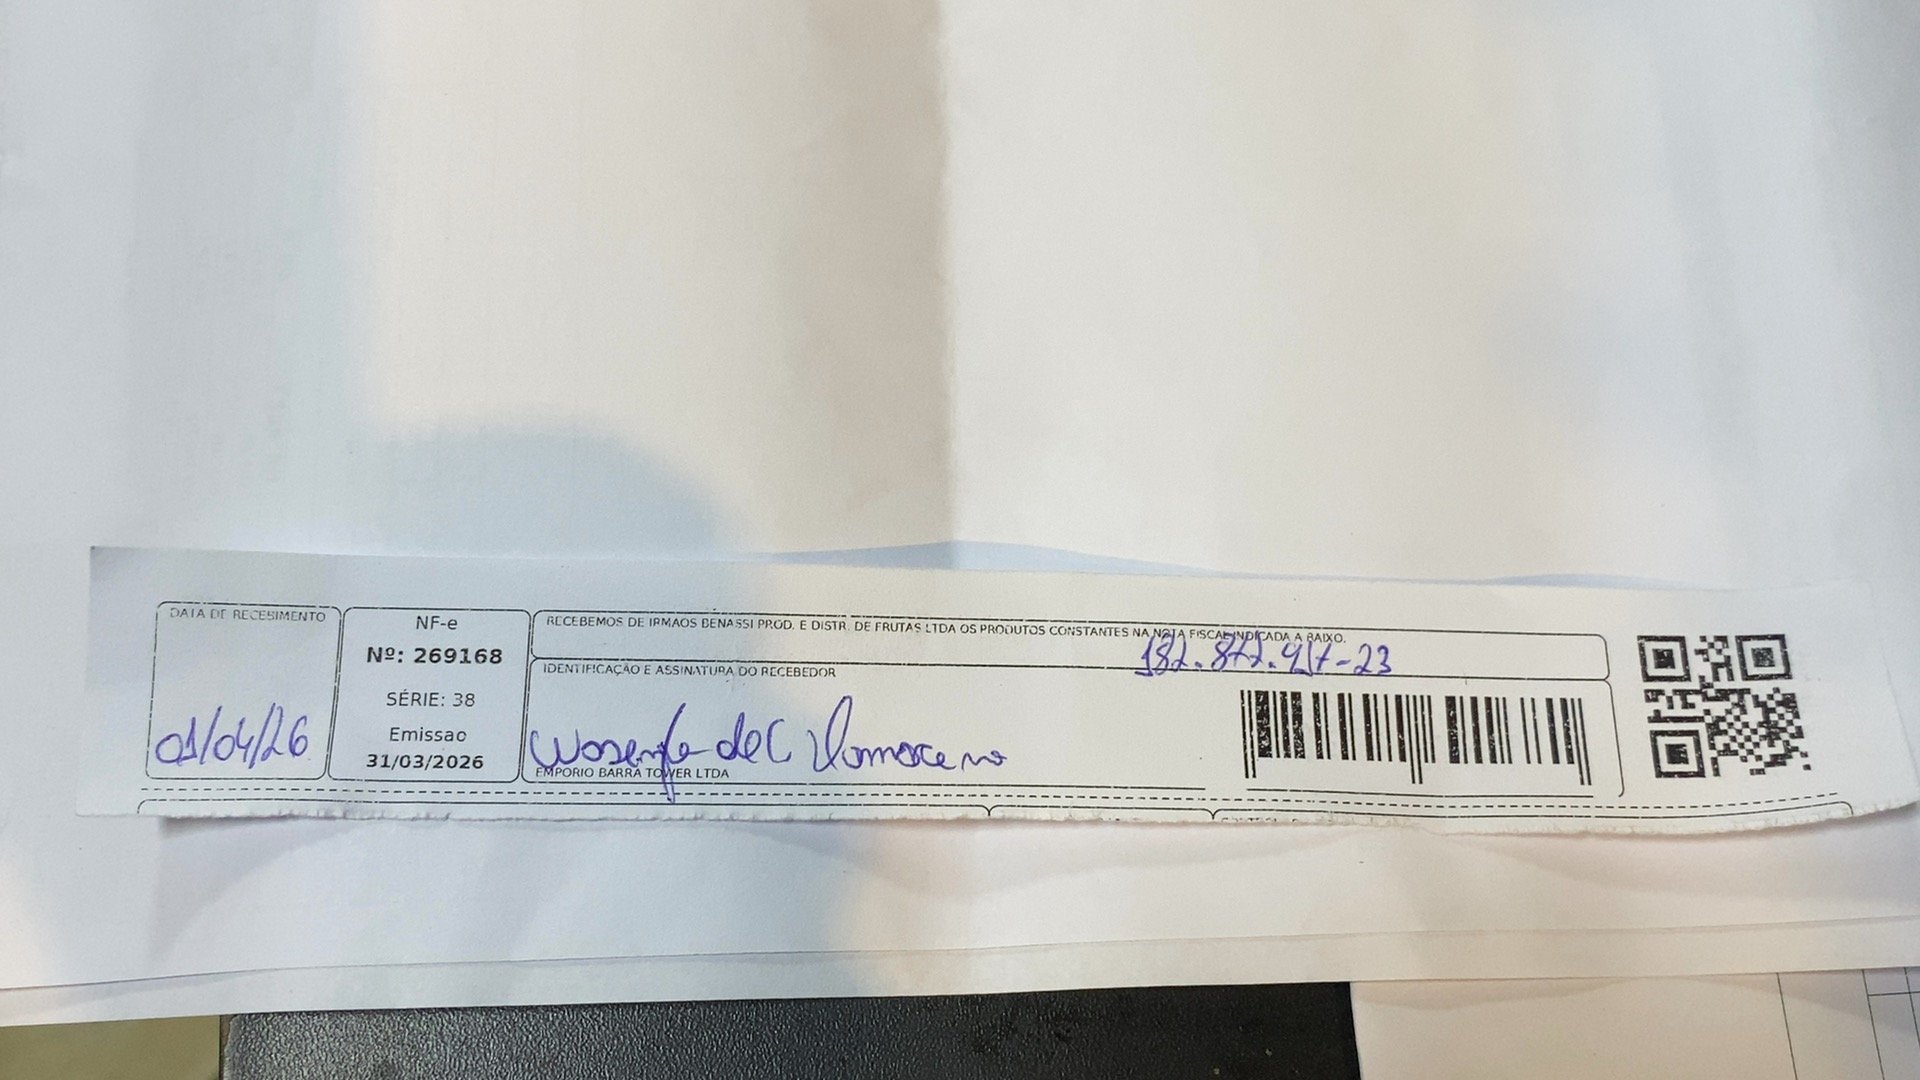 DATA DE RECEBIMENTO
01/04/26
NF-e
Nº: 269168
SÉRIE: 38
Emissao
31/03/2026
RECEBEMOS DE IRMAOS BENASSI PROD. E DISTR. DE FRUTAS LTDA OS PRODUTOS CONSTANTES NA NOTA FISCAL INDICADA A BAIXO.
IDENTIFICAÇÃO E ASSINATURA DO RECEBEDOR
de C Damasceno
EMPORIO BARRA TOWER LTDA